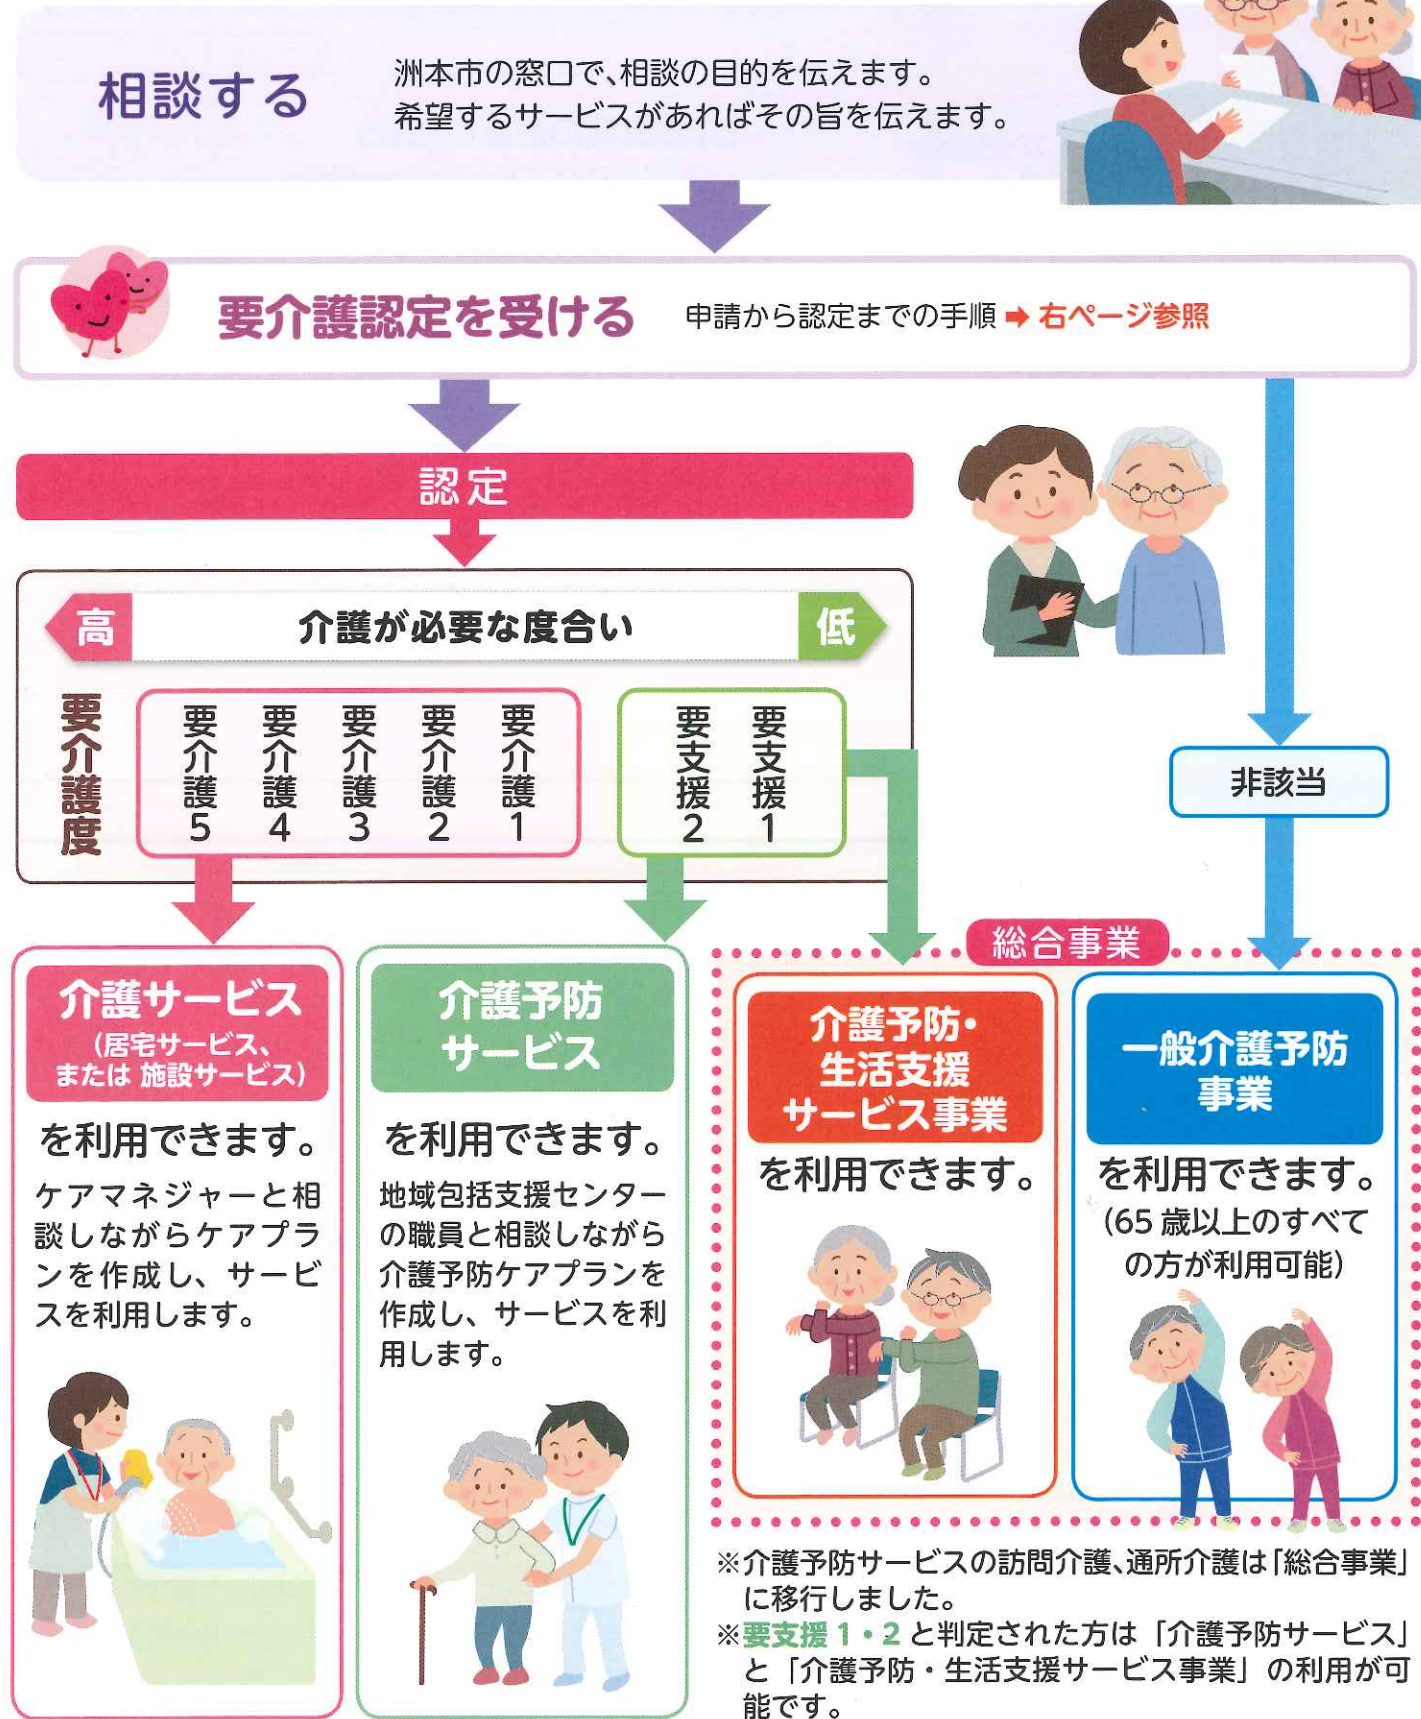 相談する
洲本市の窓口で、相談の目的を伝えます。
希望するサービスがあればその旨を伝えます。
要介護認定を受ける
申請から認定までの手順➡右ページ参照
認定
高
介護が必要な度合い
低
要介護度
要介護5
要介護4
要介護3
要介護2
要介護1
要支援2
要支援1
非該当
介護サービス
(居宅サービス、
または 施設サービス)
を利用できます。
ケアマネジャーと相
談しながらケアプラ
ンを作成し、サービ
スを利用します。
介護予防
サービス
を利用できます。
地域包括支援センター
の職員と相談しながら
介護予防ケアプランを
作成し、サービスを利
用します。
総合事業
介護予防・
生活支援
サービス事業
を利用できます。
一般介護予防
事業
を利用できます。
(65歳以上のすべて
の方が利用可能)
※介護予防サービスの訪問介護、通所介護は「総合事業」
に移行しました。
※要支援1・2と判定された方は「介護予防サービス」
と「介護予防・生活支援サービス事業」の利用が可
能です。